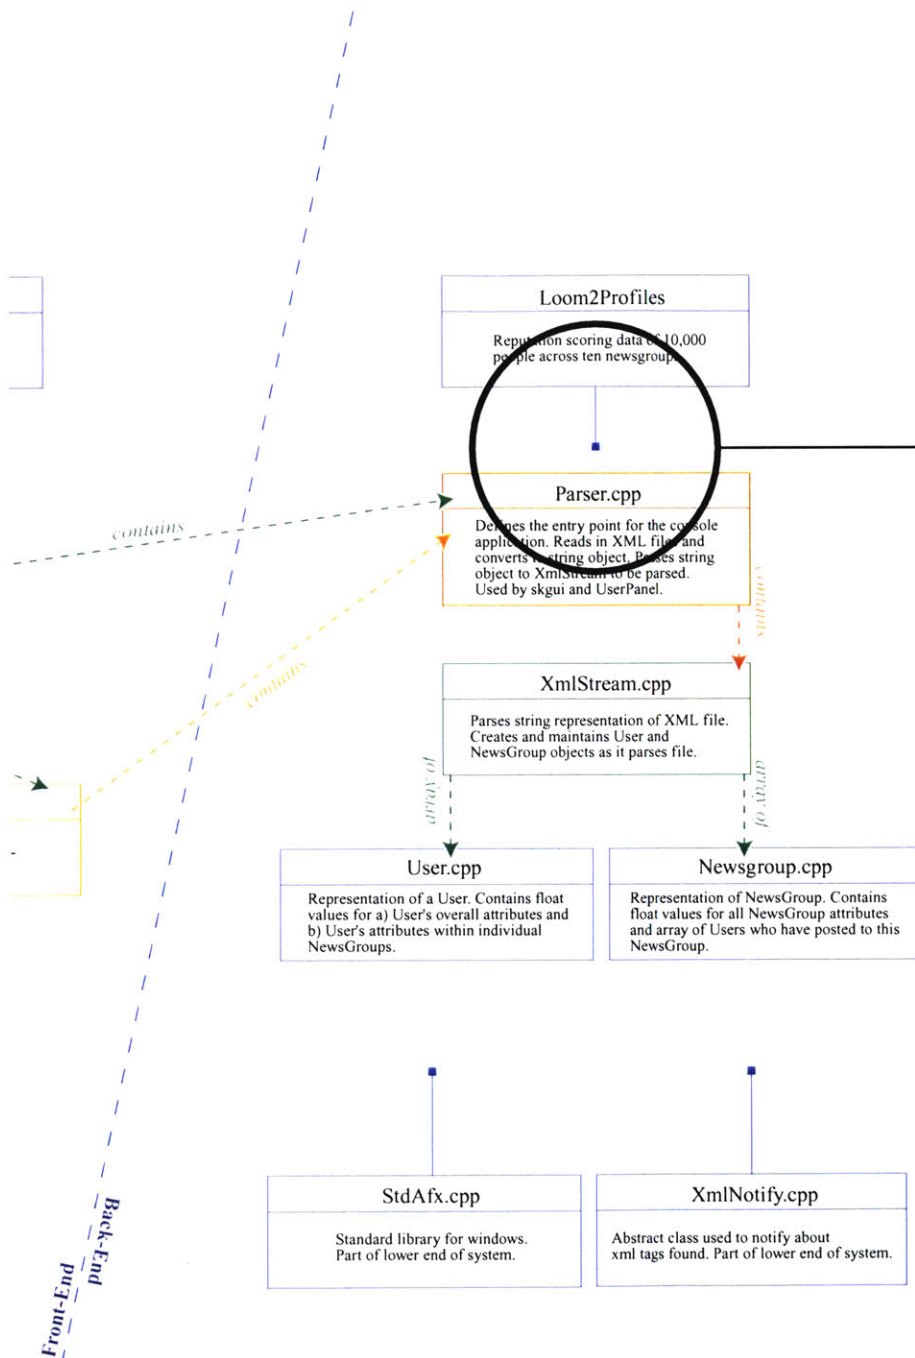 Loom2Profiles
Reputation scoring data of 10,000
people across ten newsgroups
Parser.cpp
Defines the entry point for the console
application. Reads in XML files and
converts to string object. Passes string
object to XmlStream to be parsed.
Used by skgui and UserPanel.
contains
contains
contains
XmlStream.cpp
Parses string representation of XML file.
Creates and maintains User and
NewsGroup objects as it parses file.
array of
array of
User.cpp
Representation of a User. Contains float
values for a) User's overall attributes and
b) User's attributes within individual
NewsGroups.
Newsgroup.cpp
Representation of NewsGroup. Contains
float values for all NewsGroup attributes
and array of Users who have posted to this
NewsGroup.
StdAfx.cpp
Standard library for windows.
Part of lower end of system.
XmlNotify.cpp
Abstract class used to notify about
xml tags found. Part of lower end of system.
Back-End
Front-End